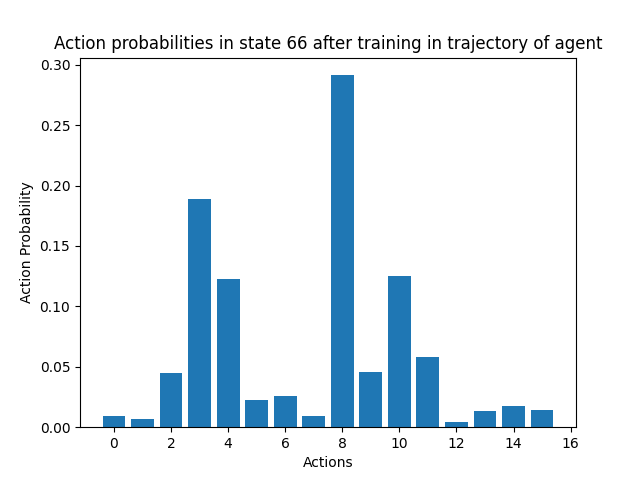 Action probabilities in state 66 after training in trajectory of agent
0.30
0.25
0.20
0.15
0.10
0.05
0.00
Action Probability
0 2 4 6 8 10 12 14 16
Actions